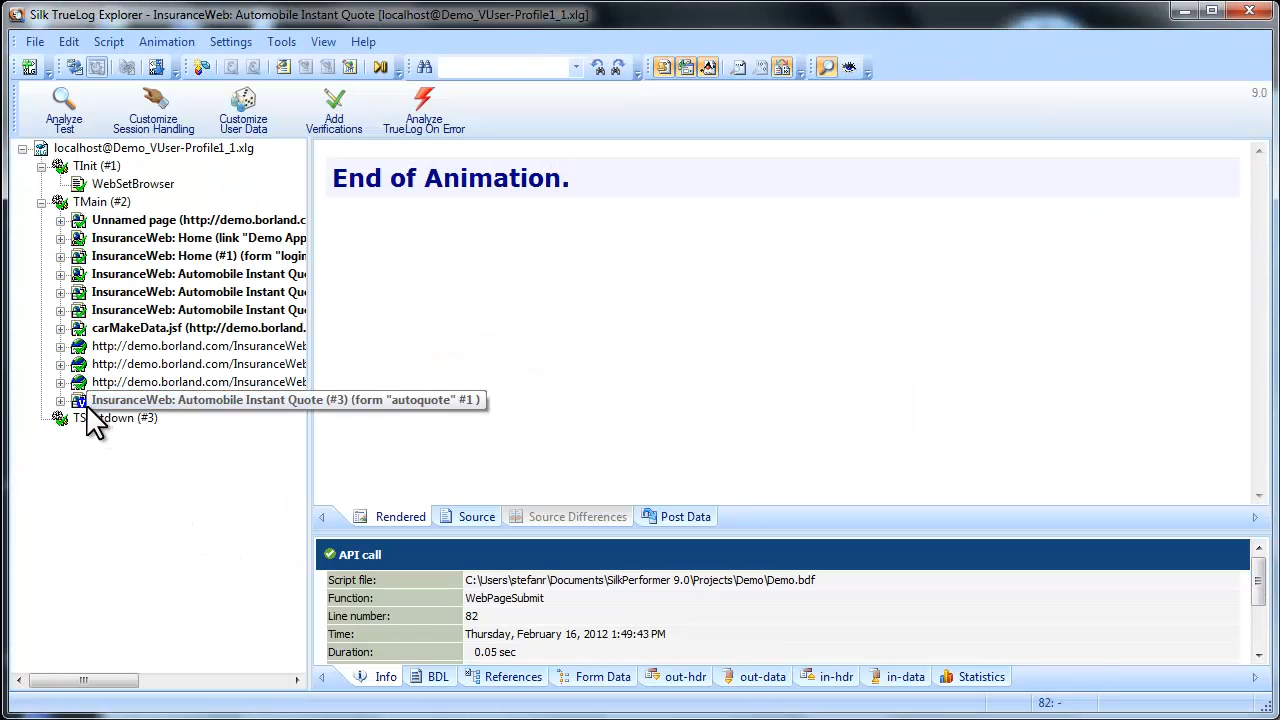 Silk TrueLog Explorer - InsuranceWeb: Automobile Instant Quote [localhost@Demo_VUser-Profile1_1.xlg]
File Edit Script Animation Settings Tools View Help
9.0
Analyze Test
Customize Session Handling
Customize User Data
Add Verifications
Analyze TrueLog On Error
localhost@Demo_VUser-Profile1_1.xlg
TInit (#1)
WebSetBrowser
TMain (#2)
Unnamed page (http://demo.borland.c
InsuranceWeb: Home (link "Demo App
InsuranceWeb: Home (#1) (form "login
InsuranceWeb: Automobile Instant Quo
InsuranceWeb: Automobile Instant Quo
InsuranceWeb: Automobile Instant Quo
carMakeData.jsf (http://demo.borland.
http://demo.borland.com/InsuranceWeb
http://demo.borland.com/InsuranceWeb
http://demo.borland.com/InsuranceWeb
InsuranceWeb: Automobile Instant Quote (#3) (form "autoquote" #1 )
(#3)
End of Animation.
Rendered Source Source Differences Post Data
API call
Script file: C:\Users\stefanr\Documents\SilkPerformer 9.0\Projects\Demo\Demo.bdf
Function: WebPageSubmit
Line number: 82
Time: Thursday, February 16, 2012 1:49:43 PM
Duration: 0.05 sec
Info BDL References Form Data out-hdr out-data in-hdr in-data Statistics
82: -